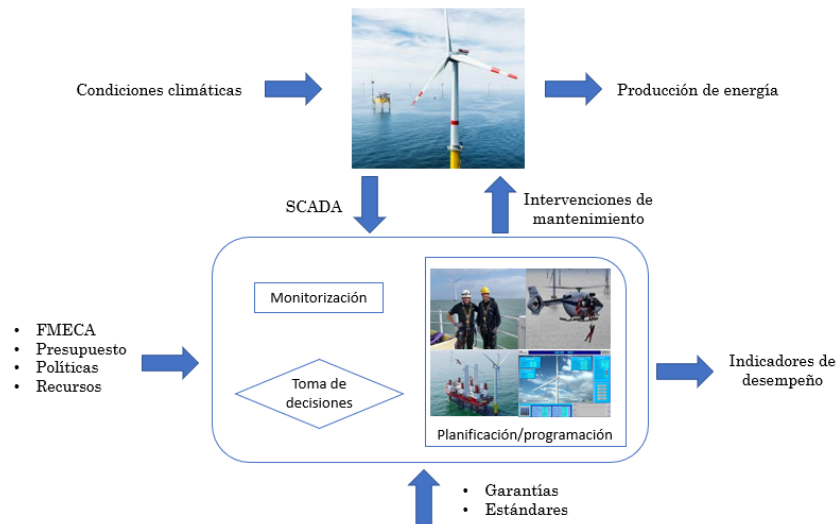 Condiciones climáticas
Producción de energía
SCADA
Intervenciones de
mantenimiento
Monitorización
• FMECA
• Presupuesto
• Políticas
• Recursos
Toma de
decisiones
Planificación/programación
Indicadores de
desempeño
• Garantías
• Estándares